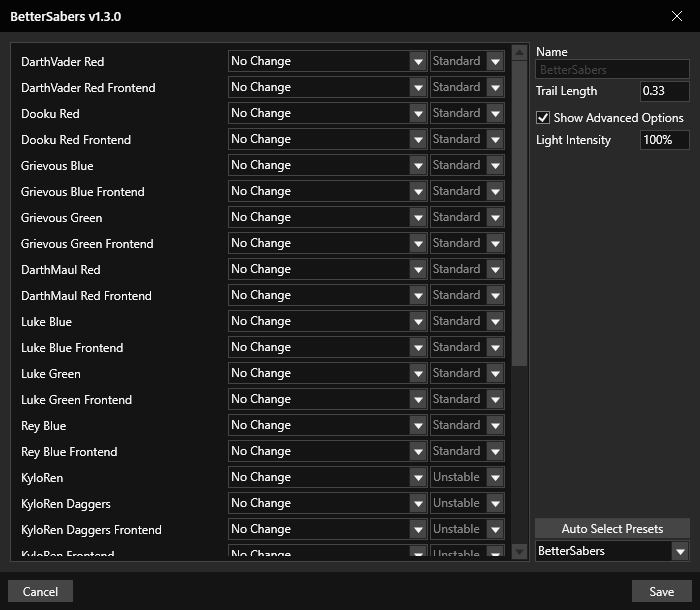 BetterSabers v1.3.0
DarthVader Red No Change Standard
DarthVader Red Frontend No Change Standard
Dooku Red No Change Standard
Dooku Red Frontend No Change Standard
Grievous Blue No Change Standard
Grievous Blue Frontend No Change Standard
Grievous Green No Change Standard
Grievous Green Frontend No Change Standard
DarthMaul Red No Change Standard
DarthMaul Red Frontend No Change Standard
Luke Blue No Change Standard
Luke Blue Frontend No Change Standard
Luke Green No Change Standard
Luke Green Frontend No Change Standard
Rey Blue No Change Standard
Rey Blue Frontend No Change Standard
KyloRen No Change Unstable
KyloRen Daggers No Change Unstable
KyloRen Daggers Frontend No Change Unstable
KyloRen Frontend No Change Unstable
Name
BetterSabers
Trail Length 0.33
Show Advanced Options
Light Intensity 100%
Auto Select Presets
BetterSabers
Cancel Save